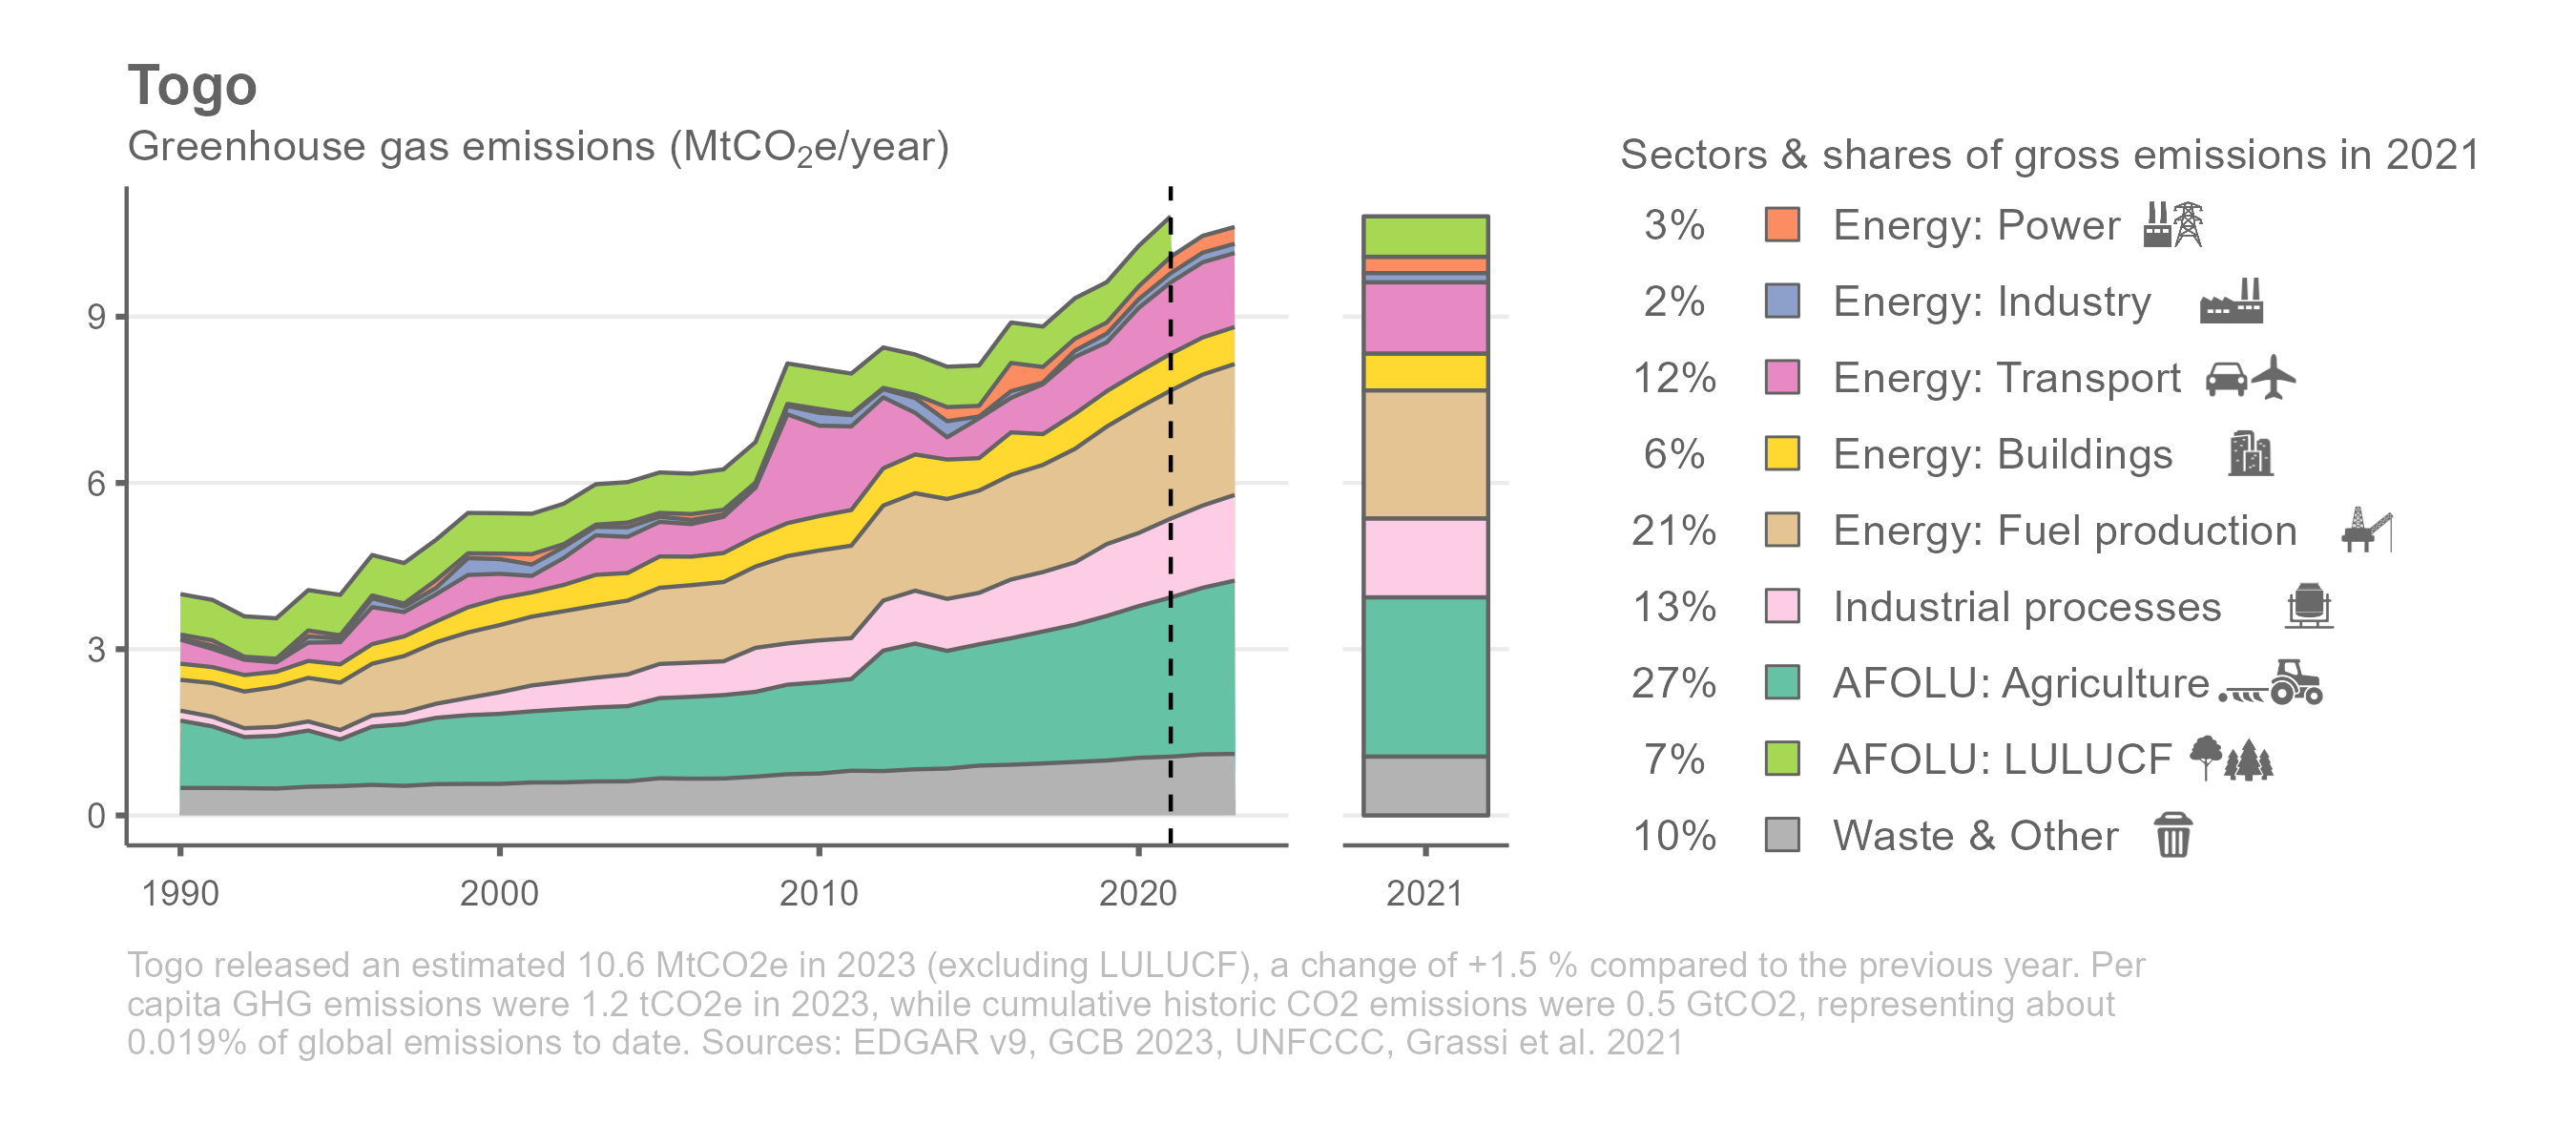 Togo
Greenhouse gas emissions (MtCO₂e/year)
9
6
3
0
1990 2000 2010 2020
2021
Sectors & shares of gross emissions in 2021
3% Energy: Power
2% Energy: Industry
12% Energy: Transport
6% Energy: Buildings
21% Energy: Fuel production
13% Industrial processes
27% AFOLU: Agriculture
7% AFOLU: LULUCF
10% Waste & Other
Togo released an estimated 10.6 MtCO2e in 2023 (excluding LULUCF), a change of +1.5 % compared to the previous year. Per
capita GHG emissions were 1.2 tCO2e in 2023, while cumulative historic CO2 emissions were 0.5 GtCO2, representing about
0.019% of global emissions to date. Sources: EDGAR v9, GCB 2023, UNFCCC, Grassi et al. 2021